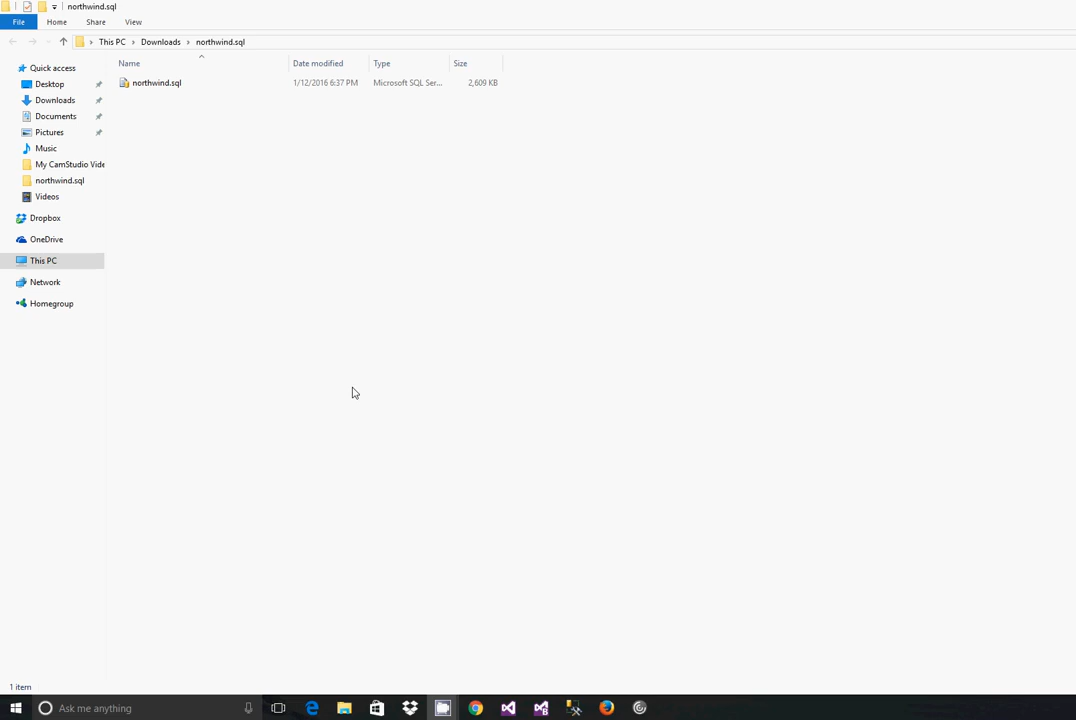 northwind.sql
File Home Share View
This PC Downloads northwind.sql
Name Date modified Type Size
northwind.sql 1/12/2016 6:37 PM Microsoft SQL Ser... 2,609 KB
Quick access
Desktop
Downloads
Documents
Pictures
Music
My CamStudio Vide
northwind.sql
Videos
Dropbox
OneDrive
This PC
Network
Homegroup
1 item
Ask me anything